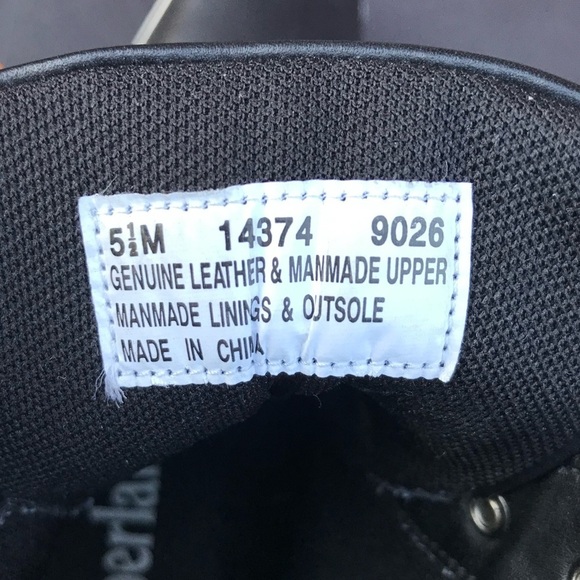 5½M 14374 9026
GENUINE LEATHER & MANMADE UPPER
MANMADE LININGS & OUTSOLE
MADE IN CHINA